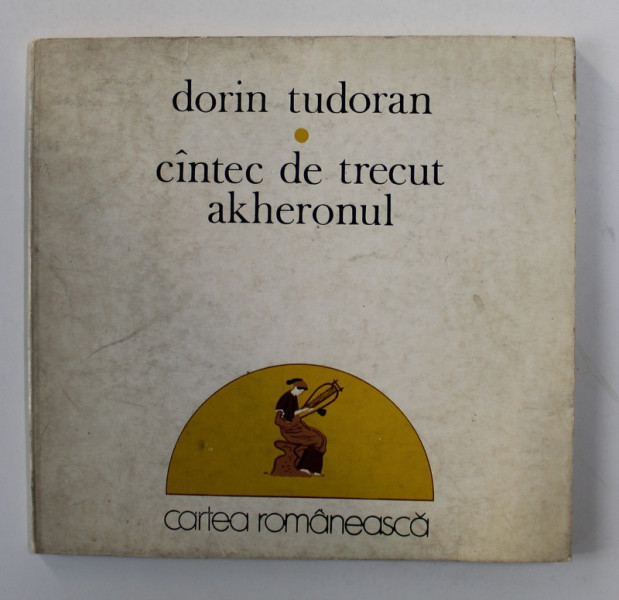 dorin tudoran
cîntec de trecut
akheronul
cartea românească